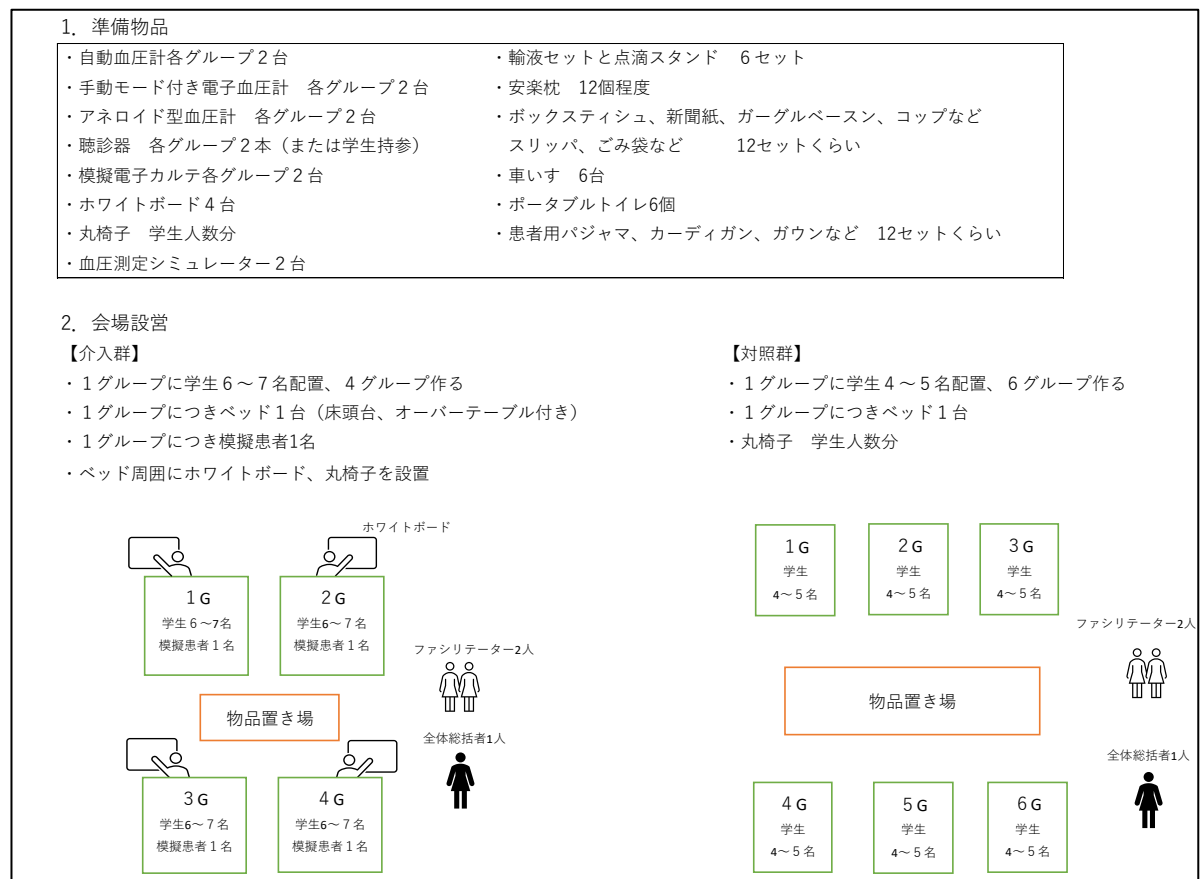 1．準備物品
・自動血圧計各グループ２台
・手動モード付き電子血圧計　各グループ２台
・アネロイド型血圧計　各グループ２台
・聴診器　各グループ２本（または学生持参）
・模擬電子カルテ各グループ２台
・ホワイトボード４台
・丸椅子　学生人数分
・血圧測定シミュレーター２台
・輸液セットと点滴スタンド　６セット
・安楽枕　12個程度
・ボックスティシュ、新聞紙、ガーグルベースン、コップなど
スリッパ、ごみ袋など　　12セットくらい
・車いす　6台
・ポータブルトイレ6個
・患者用パジャマ、カーディガン、ガウンなど　12セットくらい
2．会場設営
【介入群】
・１グループに学生６～７名配置、４グループ作る
・１グループにつきベッド１台（床頭台、オーバーテーブル付き）
・１グループにつき模擬患者1名
・ベッド周囲にホワイトボード、丸椅子を設置
ホワイトボード
１G
学生６～7名
模擬患者１名
２G
学生6～７名
模擬患者１名
ファシリテーター2人
物品置き場
全体総括者1人
３G
学生6～７名
模擬患者１名
４G
学生6～７名
模擬患者１名
【対照群】
・１グループに学生４～５名配置、６グループ作る
・１グループにつきベッド１台
・丸椅子　学生人数分
１G
学生
4～５名
２G
学生
4～５名
３G
学生
4～５名
ファシリテーター2人
物品置き場
全体総括者1人
４G
学生
4～５名
５G
学生
4～５名
６G
学生
4～５名